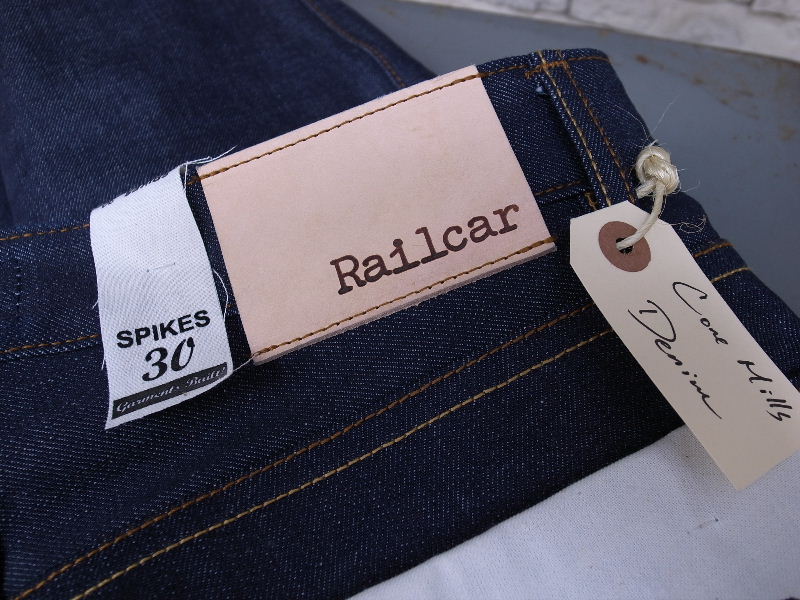 SPIKES
30
Garment • Built
Railcar
Cone Mills
Denim